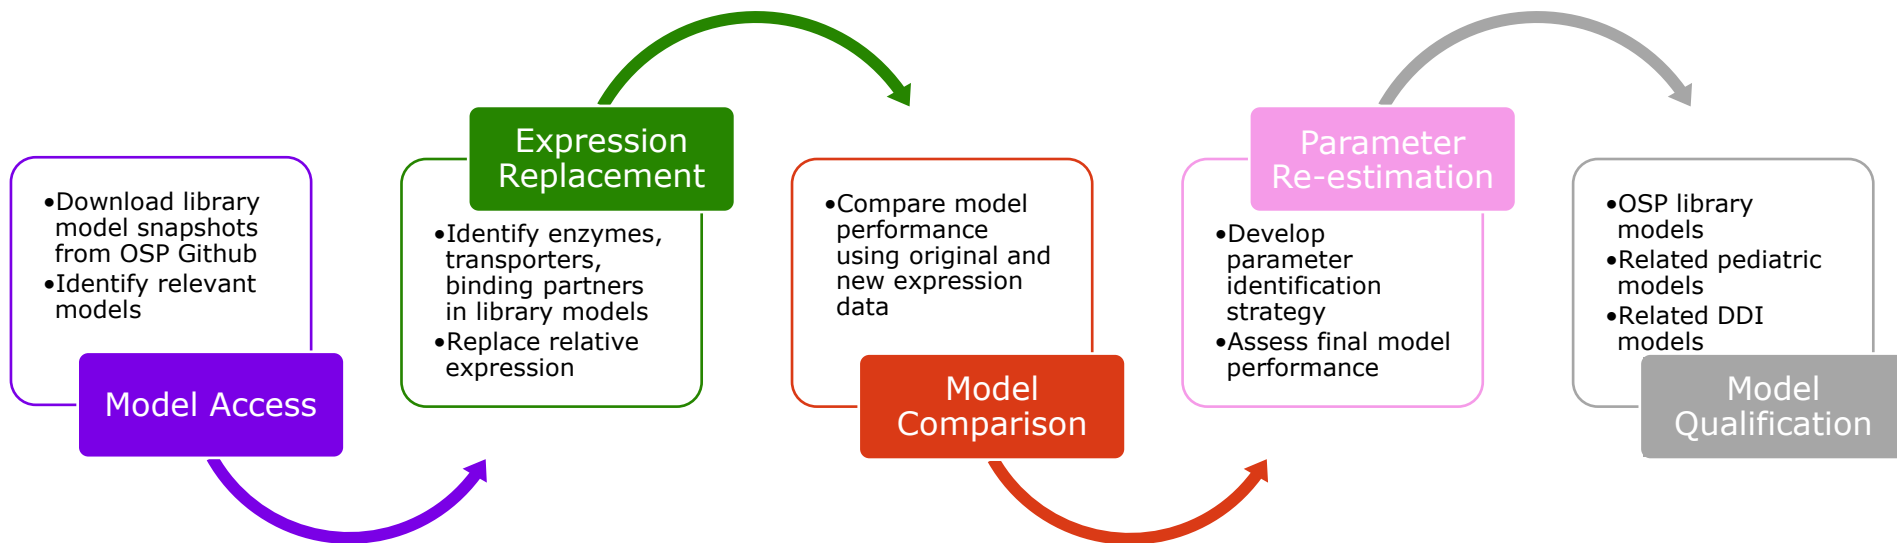 •Download library
model snapshots
from OSP Github
•Identify relevant
models
Model Access
Expression
Replacement
•Identify enzymes,
transporters,
binding partners
in library models
•Replace relative
expression
•Compare model
performance
using original and
new expression
data
Model
Comparison
Parameter
Re-estimation
•Develop
parameter
identification
strategy
•Assess final model
performance
•OSP library
models
•Related pediatric
models
•Related DDI
models
Model
Qualification